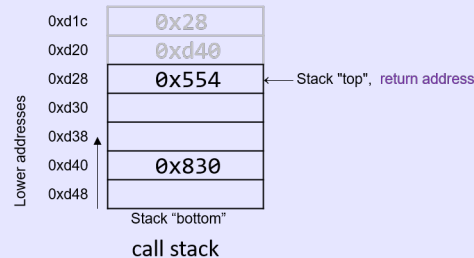 0xd1c 0x28
0xd20 0xd40
0xd28 0x554 Stack "top", return address
0xd30
0xd38
0xd40 0x830
0xd48
Lower addresses
Stack “bottom”
call stack